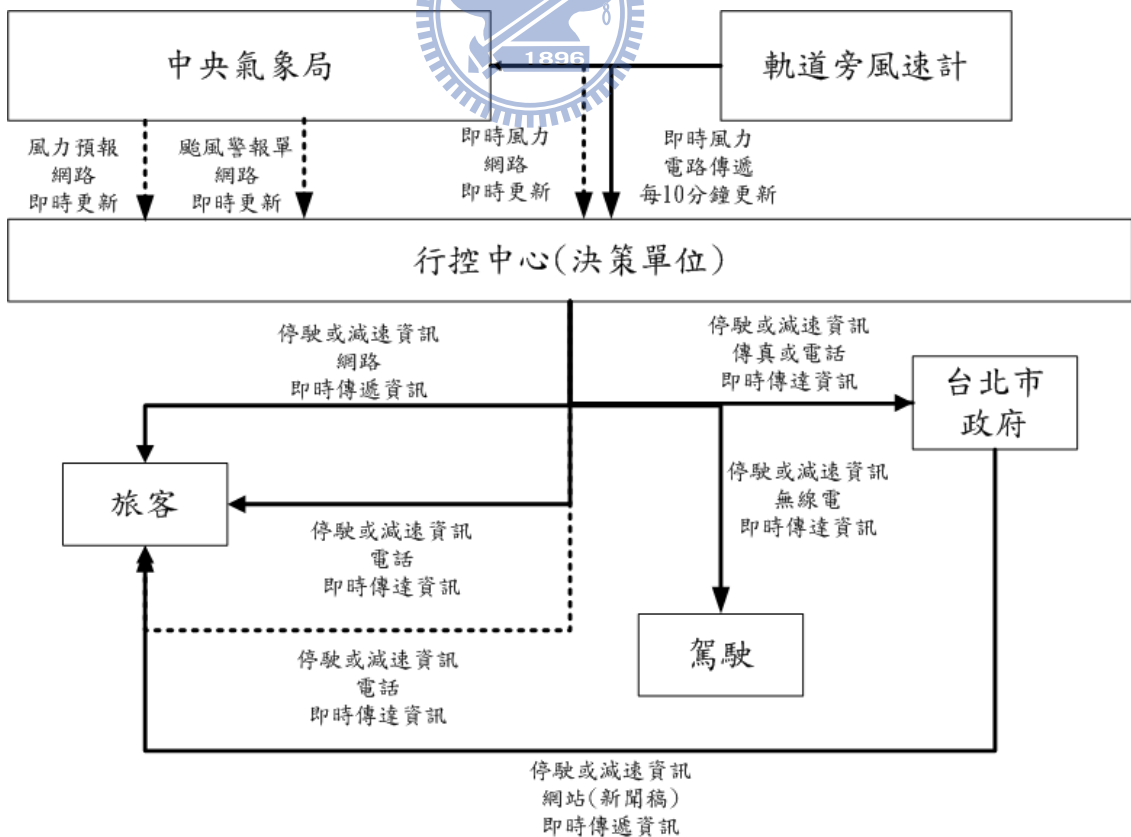 中央氣象局
1896
軌道旁風速計
風力預報
網路
即時更新
颱風警報單
網路
即時更新
即時風力
網路
即時更新
即時風力
電路傳遞
每10分鐘更新
行控中心(決策單位)
停駛或減速資訊
網路
即時傳遞資訊
停駛或減速資訊
傳真或電話
即時傳達資訊
台北市
政府
旅客
停駛或減速資訊
電話
即時傳達資訊
停駛或減速資訊
無線電
即時傳達資訊
駕駛
停駛或減速資訊
電話
即時傳達資訊
停駛或減速資訊
網站(新聞稿)
即時傳遞資訊